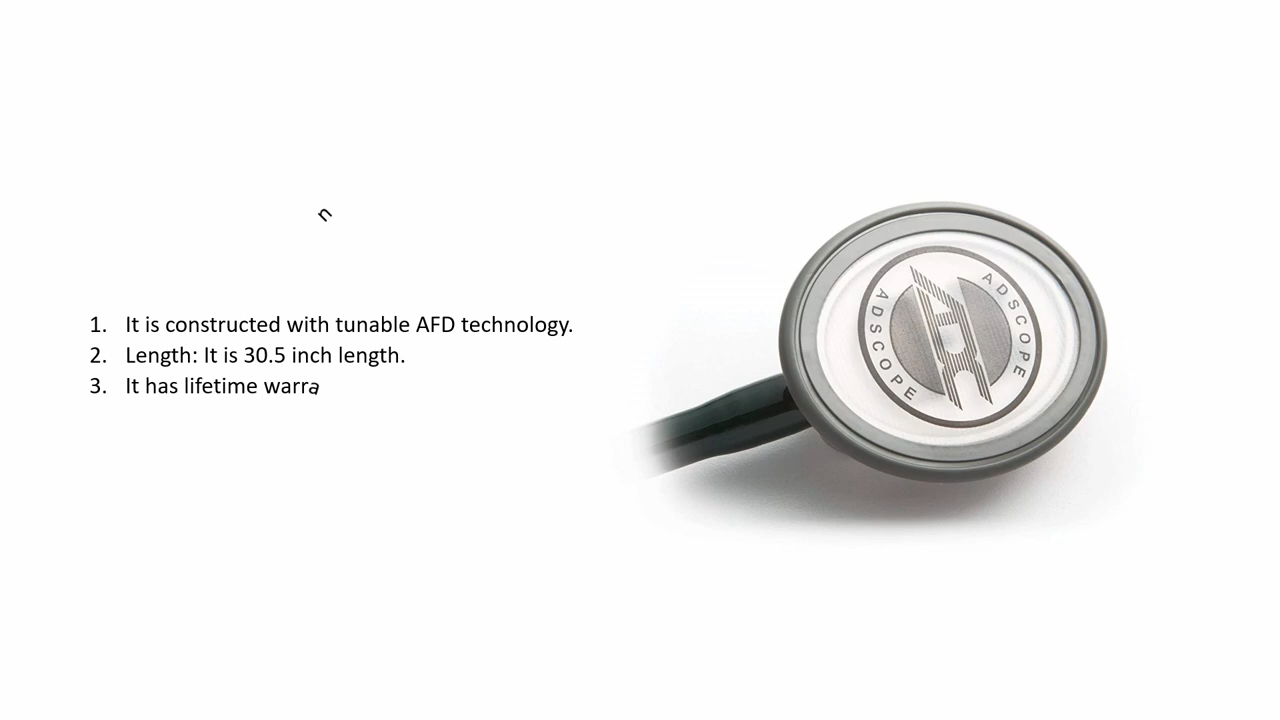 n
1. It is constructed with tunable AFD technology.
2. Length: It is 30.5 inch length.
3. It has lifetime warra
ADSCOPE
ADC
ADSCOPE